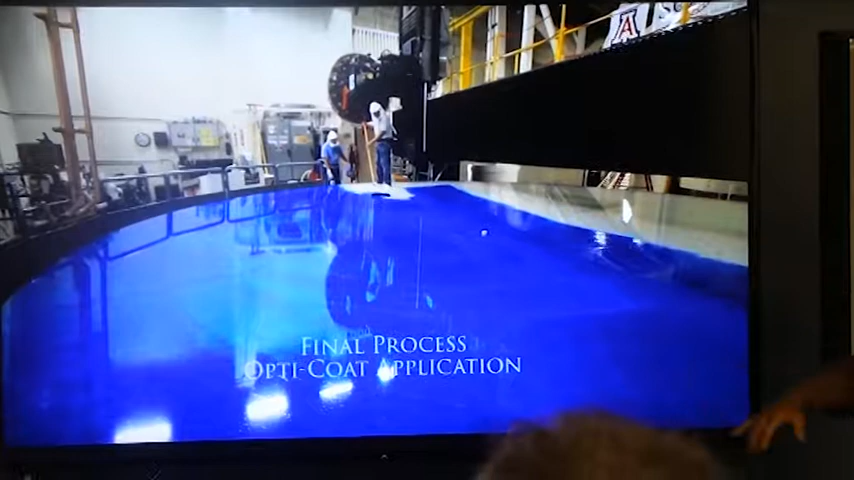 A
FINAL PROCESS
OPTI-COAT APPLICATION